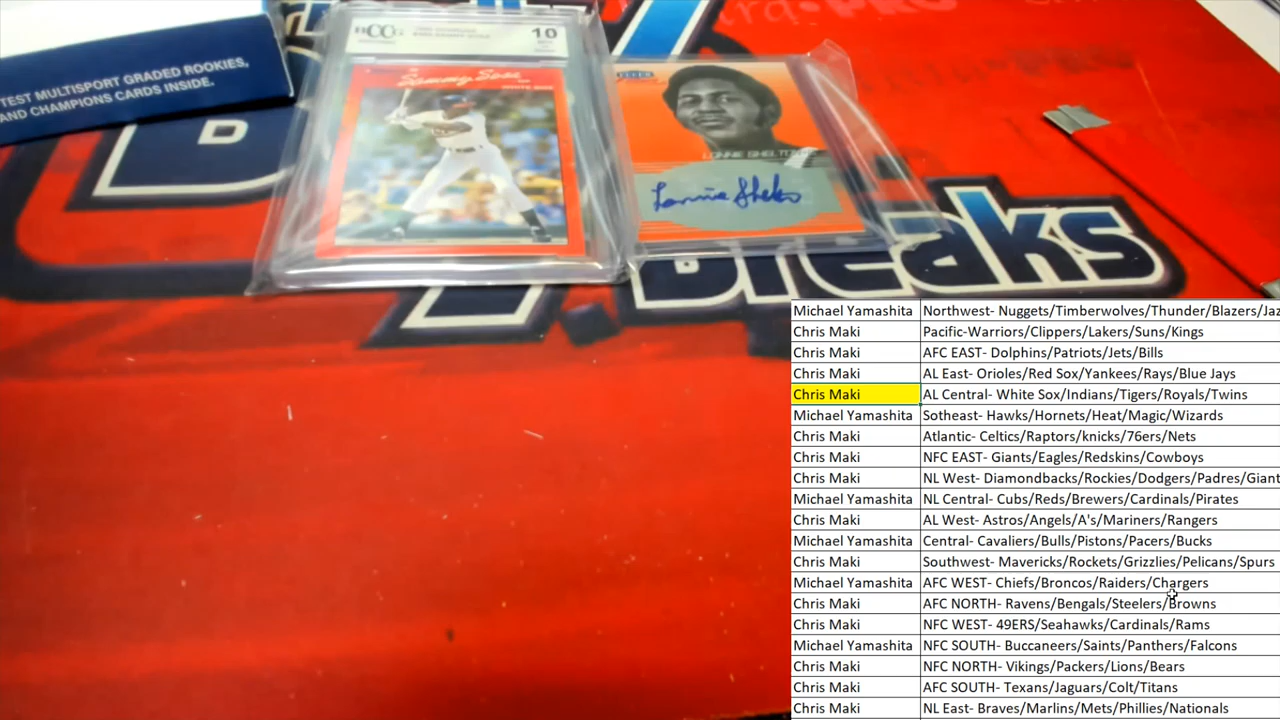 TEST MULTISPORT GRADED ROOKIES,
AND CHAMPIONS CARDS INSIDE.
BCCG
10
Sammy Sosa
WHITE SOX
FLEER
LONNIE SHELTON
Lonnie Shelton
D
Breaks
Michael Yamashita Northwest- Nuggets/Timberwolves/Thunder/Blazers/Jaz
Chris Maki Pacific-Warriors/Clippers/Lakers/Suns/Kings
Chris Maki AFC EAST- Dolphins/Patriots/Jets/Bills
Chris Maki AL East- Orioles/Red Sox/Yankees/Rays/Blue Jays
Chris Maki AL Central- White Sox/Indians/Tigers/Royals/Twins
Michael Yamashita Sotheast- Hawks/Hornets/Heat/Magic/Wizards
Chris Maki Atlantic- Celtics/Raptors/knicks/76ers/Nets
Chris Maki NFC EAST- Giants/Eagles/Redskins/Cowboys
Chris Maki NL West- Diamondbacks/Rockies/Dodgers/Padres/Giant
Michael Yamashita NL Central- Cubs/Reds/Brewers/Cardinals/Pirates
Chris Maki AL West- Astros/Angels/A's/Mariners/Rangers
Michael Yamashita Central- Cavaliers/Bulls/Pistons/Pacers/Bucks
Chris Maki Southwest- Mavericks/Rockets/Grizzlies/Pelicans/Spurs
Michael Yamashita AFC WEST- Chiefs/Broncos/Raiders/Chargers
Chris Maki AFC NORTH- Ravens/Bengals/Steelers/Browns
Chris Maki NFC WEST- 49ERS/Seahawks/Cardinals/Rams
Michael Yamashita NFC SOUTH- Buccaneers/Saints/Panthers/Falcons
Chris Maki NFC NORTH- Vikings/Packers/Lions/Bears
Chris Maki AFC SOUTH- Texans/Jaguars/Colt/Titans
Chris Maki NL East- Braves/Marlins/Mets/Phillies/Nationals